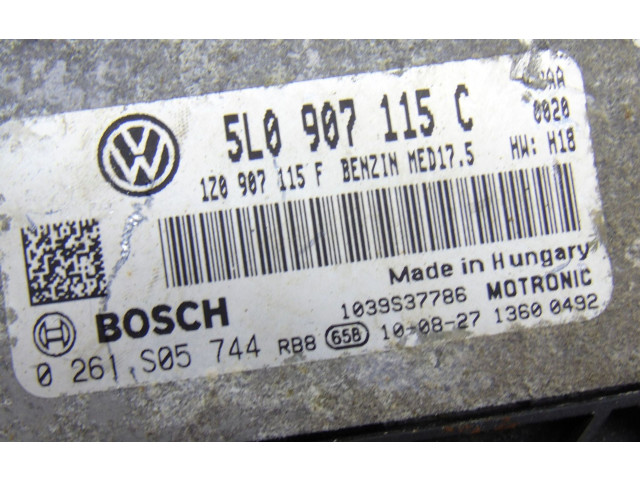 5L0 907 115 C
0020
1Z0 907 115 F BENZIN MED17.5 HW: H18
Made in Hungary
BOSCH 1039S37786 MOTRONIC
0 261 S05 744 RB8 658 10-08-27 1360 0492